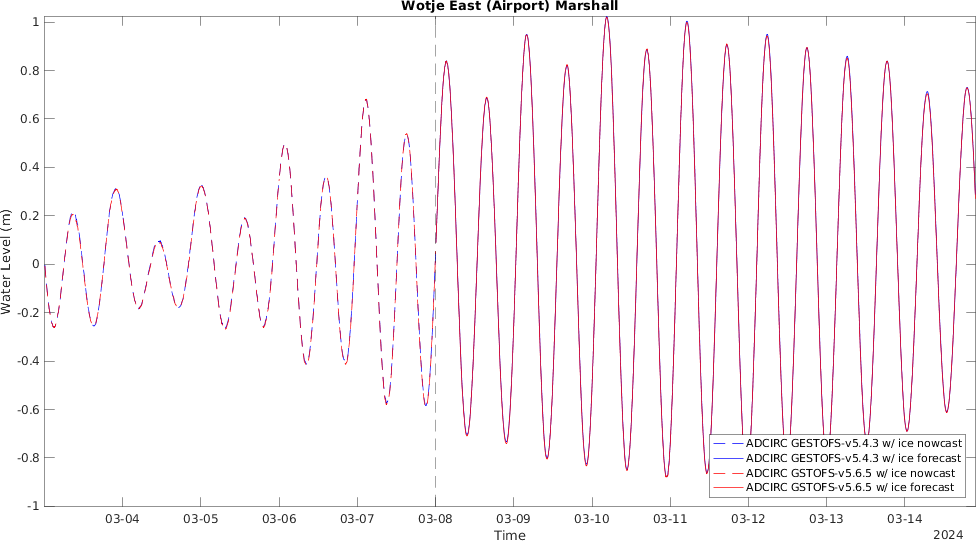 Wotje East (Airport) Marshall
1
0.8
0.6
0.4
0.2
0
-0.2
-0.4
-0.6
-0.8
-1
Water Level (m)
ADCIRC GESTOFS-v5.4.3 w/ ice nowcast
ADCIRC GESTOFS-v5.4.3 w/ ice forecast
ADCIRC GSTOFS-v5.6.5 w/ ice nowcast
ADCIRC GSTOFS-v5.6.5 w/ ice forecast
03-04 03-05 03-06 03-07 03-08 03-09 03-10 03-11 03-12 03-13 03-14
Time
2024